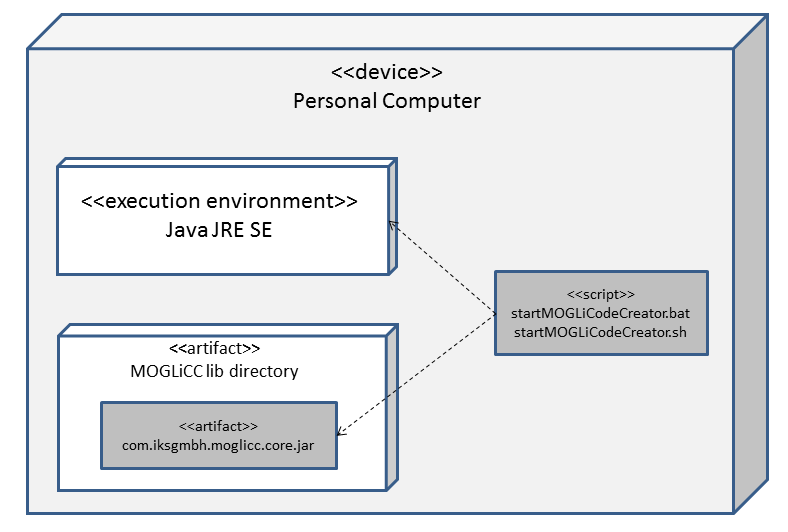 <<device>>
Personal Computer
<<execution environment>>
Java JRE SE
<<script>>
startMOGLiCodeCreator.bat
startMOGLiCodeCreator.sh
<<artifact>>
MOGLiCC lib directory
<<artifact>>
com.iksgmbh.moglicc.core.jar